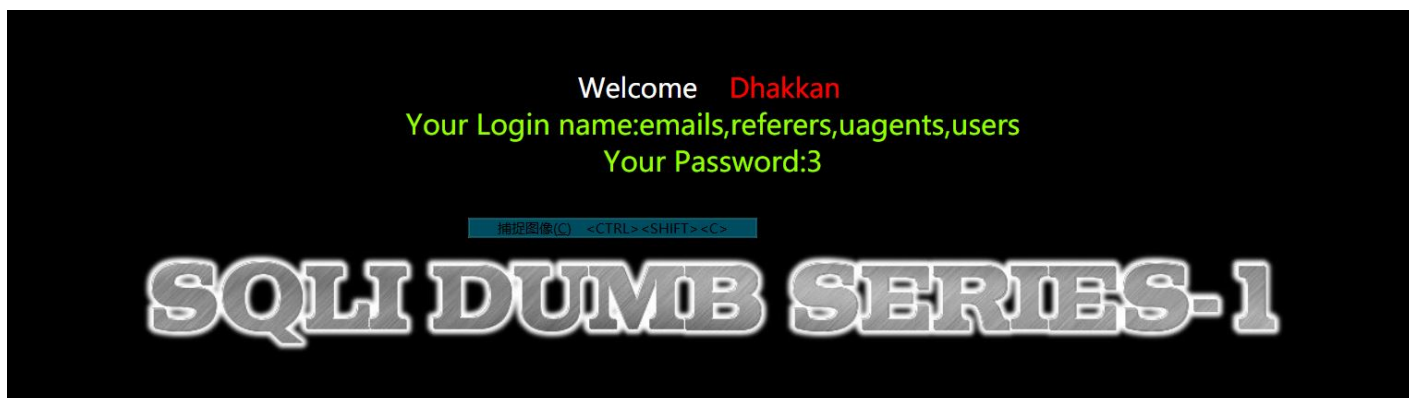 Welcome Dhakkan
Your Login name:emails,referers,uagents,users
Your Password:3
捕捉图像(C) <CTRL><SHIFT><C>
SQLI DUMB SERIES-1